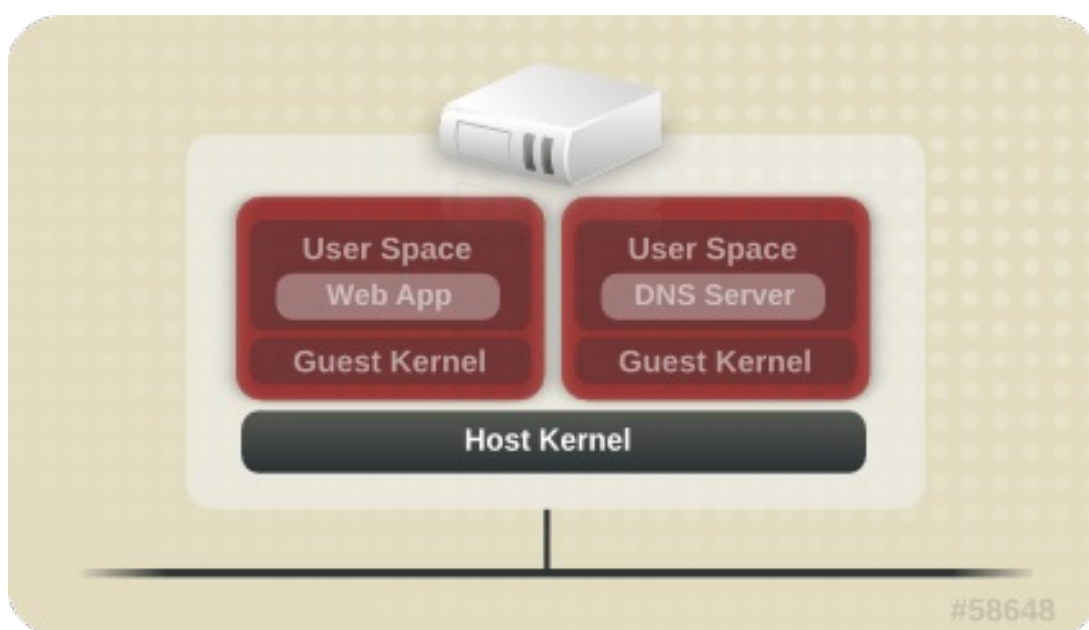 User Space
Web App
Guest Kernel
User Space
DNS Server
Guest Kernel
Host Kernel
#58648